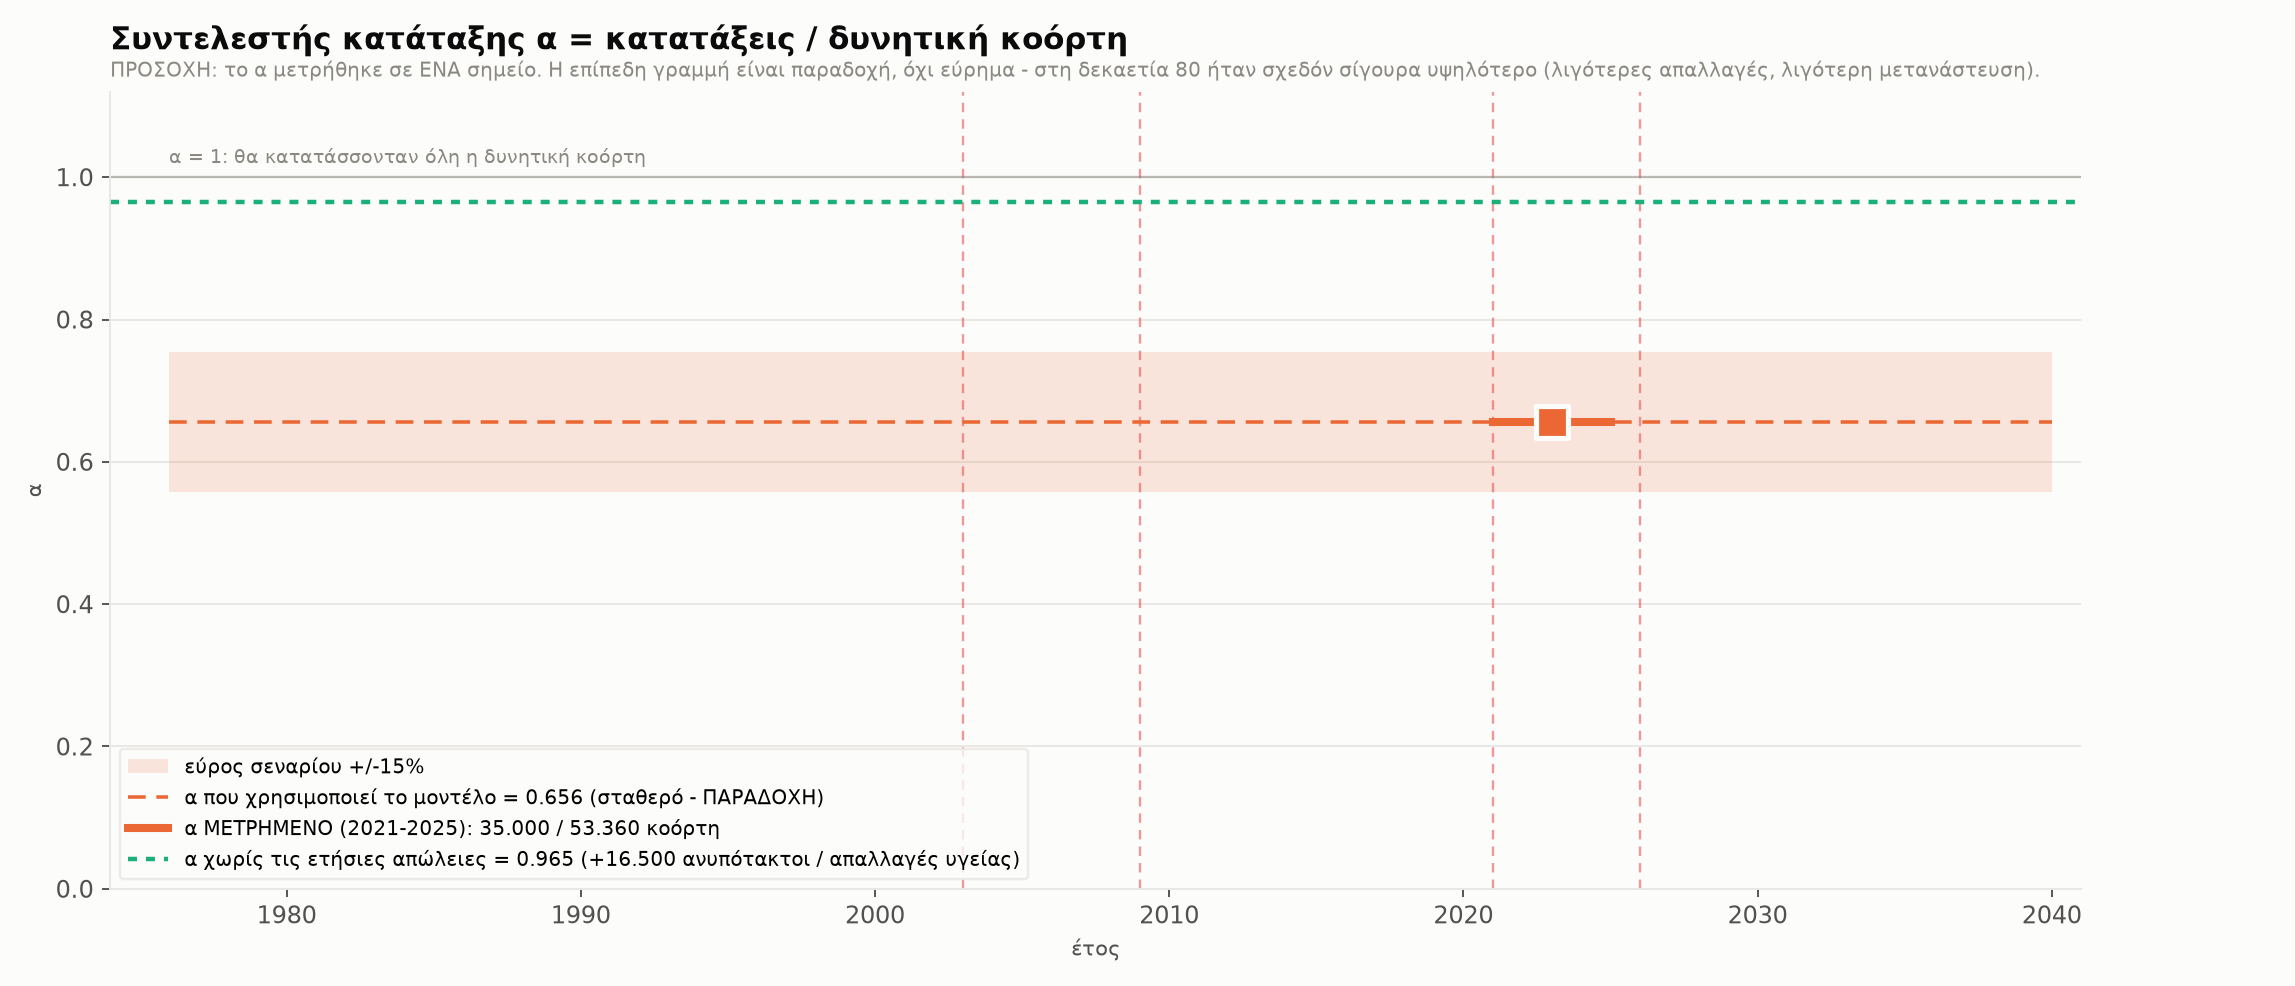 Συντελεστής κατάταξης α = κατατάξεις / δυνητική κοόρτη
ΠΡΟΣΟΧΗ: το α μετρήθηκε σε ΕΝΑ σημείο. Η επίπεδη γραμμή είναι παραδοχή, όχι εύρημα - στη δεκαετία 80 ήταν σχεδόν σίγουρα υψηλότερο (λιγότερες απαλλαγές, λιγότερη μετανάστευση).
α = 1: θα κατατάσσονταν όλη η δυνητική κοόρτη
1.0
0.8
0.6
α
0.4
0.2
0.0
εύρος σεναρίου +/-15%
α που χρησιμοποιεί το μοντέλο = 0.656 (σταθερό - ΠΑΡΑΔΟΧΗ)
α ΜΕΤΡΗΜΕΝΟ (2021-2025): 35.000 / 53.360 κοόρτη
α χωρίς τις ετήσιες απώλειες = 0.965 (+16.500 ανυπότακτοι / απαλλαγές υγείας)
1980 1990 2000 2010 2020 2030 2040
έτος